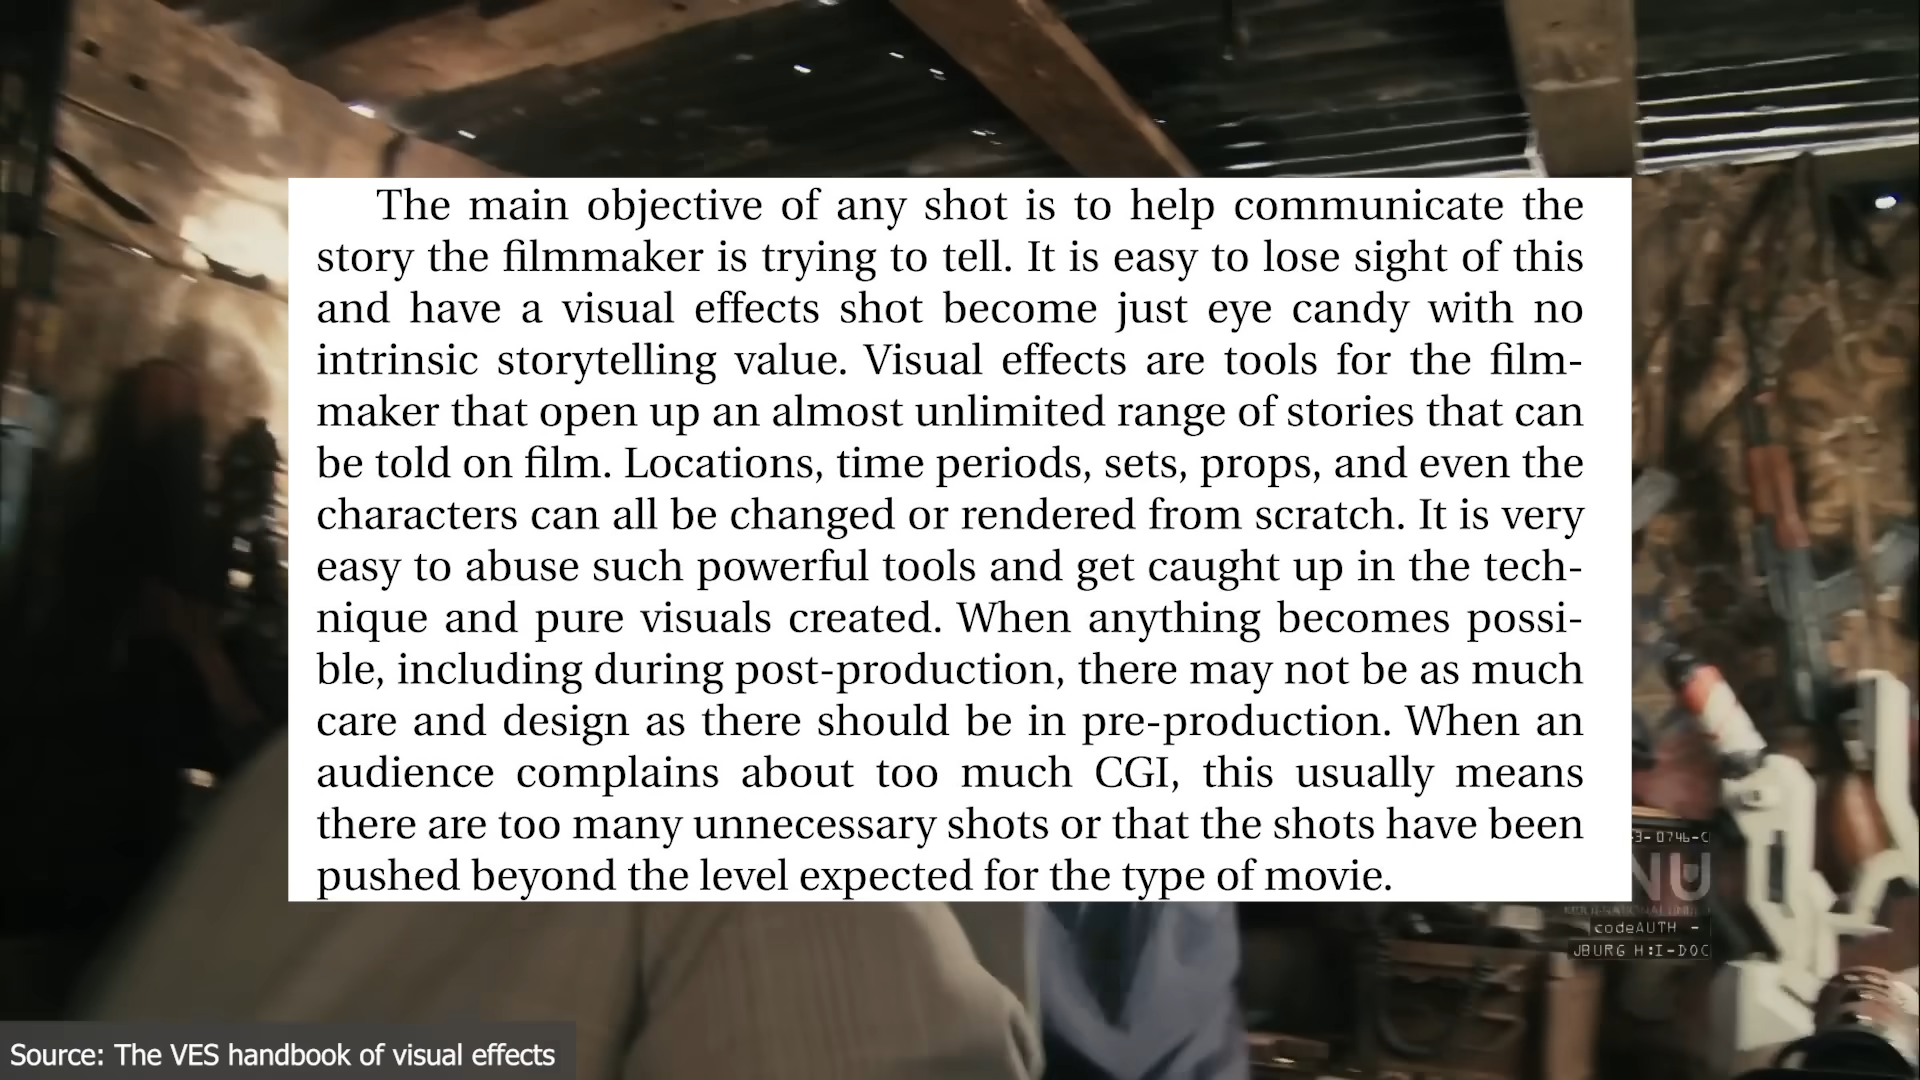 The main objective of any shot is to help communicate the
story the filmmaker is trying to tell. It is easy to lose sight of this
and have a visual effects shot become just eye candy with no
intrinsic storytelling value. Visual effects are tools for the film-
maker that open up an almost unlimited range of stories that can
be told on film. Locations, time periods, sets, props, and even the
characters can all be changed or rendered from scratch. It is very
easy to abuse such powerful tools and get caught up in the tech-
nique and pure visuals created. When anything becomes possi-
ble, including during post-production, there may not be as much
care and design as there should be in pre-production. When an
audience complains about too much CGI, this usually means
there are too many unnecessary shots or that the shots have been
pushed beyond the level expected for the type of movie.
3-0746-C
NU
codeAUTH -
JBURG H:I-DOC
Source: The VES handbook of visual effects